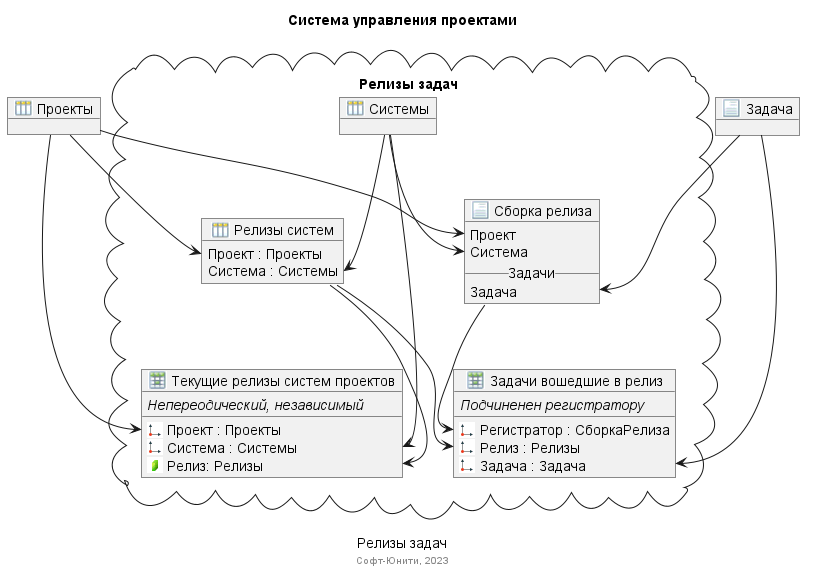 Система управления проектами
Релизы задач
Проекты
Системы
Задача
Релизы систем
Проект : Проекты
Система : Системы
Сборка релиза
Проект
Система
Задачи
Задача
Текущие релизы систем проектов
Непереодический, независимый
Проект : Проекты
Система : Системы
Релиз: Релизы
Задачи вошедшие в релиз
Подчиненен регистратору
Регистратор : СборкаРелиза
Релиз : Релизы
Задача : Задача
Релизы задач
Софт-Юнити, 2023